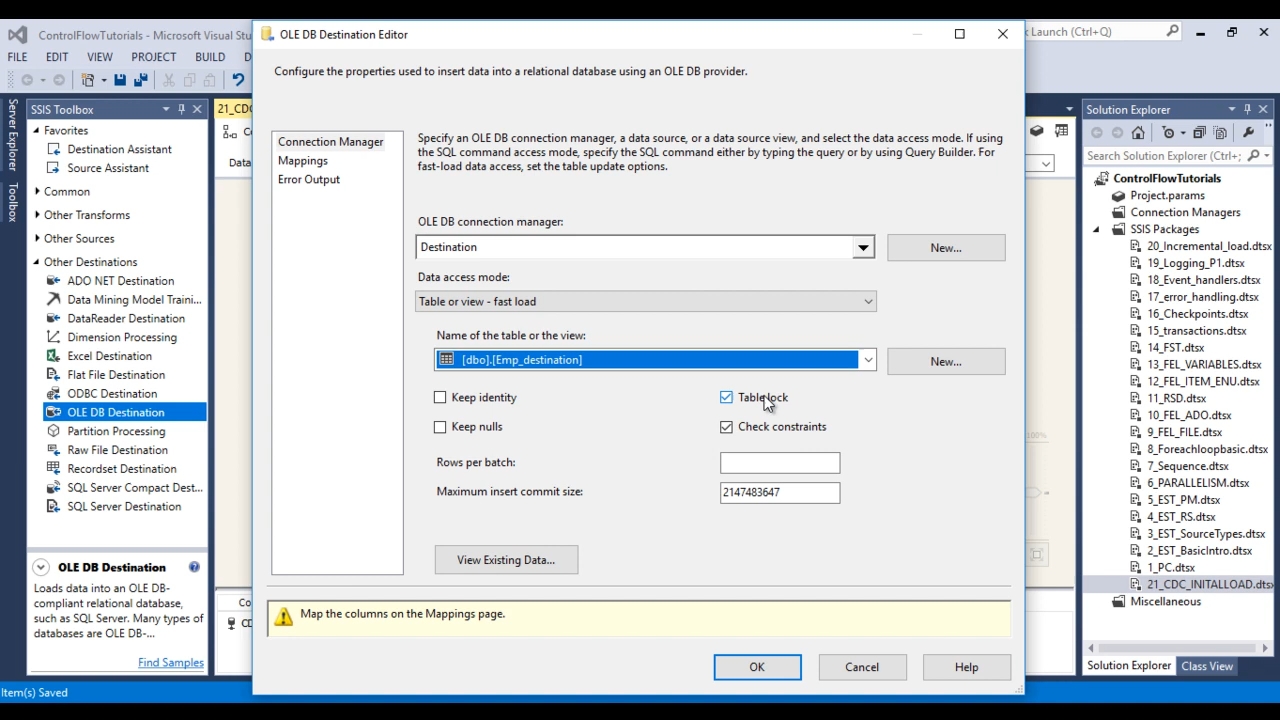 ControlFlowTutorials - Microsoft Visual Stu
OLE DB Destination Editor
Launch (Ctrl+Q)
FILE EDIT VIEW PROJECT BUILD D
Configure the properties used to insert data into a relational database using an OLE DB provider.
Server Explorer
Toolbox
SSIS Toolbox
Favorites
Destination Assistant
Source Assistant
Common
Other Transforms
Other Sources
Other Destinations
ADO NET Destination
Data Mining Model Traini...
DataReader Destination
Dimension Processing
Excel Destination
Flat File Destination
ODBC Destination
OLE DB Destination
Partition Processing
Raw File Destination
Recordset Destination
SQL Server Compact Dest...
SQL Server Destination
OLE DB Destination
Loads data into an OLE DB-
compliant relational database,
such as SQL Server. Many types of
databases are OLE DB-...
Find Samples
Item(s) Saved
21_CDC
Co
Data
Co
CD
Connection Manager
Mappings
Error Output
Specify an OLE DB connection manager, a data source, or a data source view, and select the data access mode. If using
the SQL command access mode, specify the SQL command either by typing the query or by using Query Builder. For
fast-load data access, set the table update options.
OLE DB connection manager:
Destination
New...
Data access mode:
Table or view - fast load
Name of the table or the view:
[dbo].[Emp_destination]
New...
Keep identity
Table lock
Keep nulls
Check constraints
Rows per batch:
Maximum insert commit size:
2147483647
View Existing Data...
Map the columns on the Mappings page.
OK Cancel Help
100%
Solution Explorer
Search Solution Explorer (Ctrl+;
ControlFlowTutorials
Project.params
Connection Managers
SSIS Packages
20_Incremental_load.dtsx
19_Logging_P1.dtsx
18_Event_handlers.dtsx
17_error_handling.dtsx
16_Checkpoints.dtsx
15_transactions.dtsx
14_FST.dtsx
13_FEL_VARIABLES.dtsx
12_FEL_ITEM_ENU.dtsx
11_RSD.dtsx
10_FEL_ADO.dtsx
9_FEL_FILE.dtsx
8_Foreachloopbasic.dtsx
7_Sequence.dtsx
6_PARALLELISM.dtsx
5_EST_PM.dtsx
4_EST_RS.dtsx
3_EST_SourceTypes.dtsx
2_EST_BasicIntro.dtsx
1_PC.dtsx
21_CDC_INITALLOAD.dtsx
Miscellaneous
Solution Explorer Class View